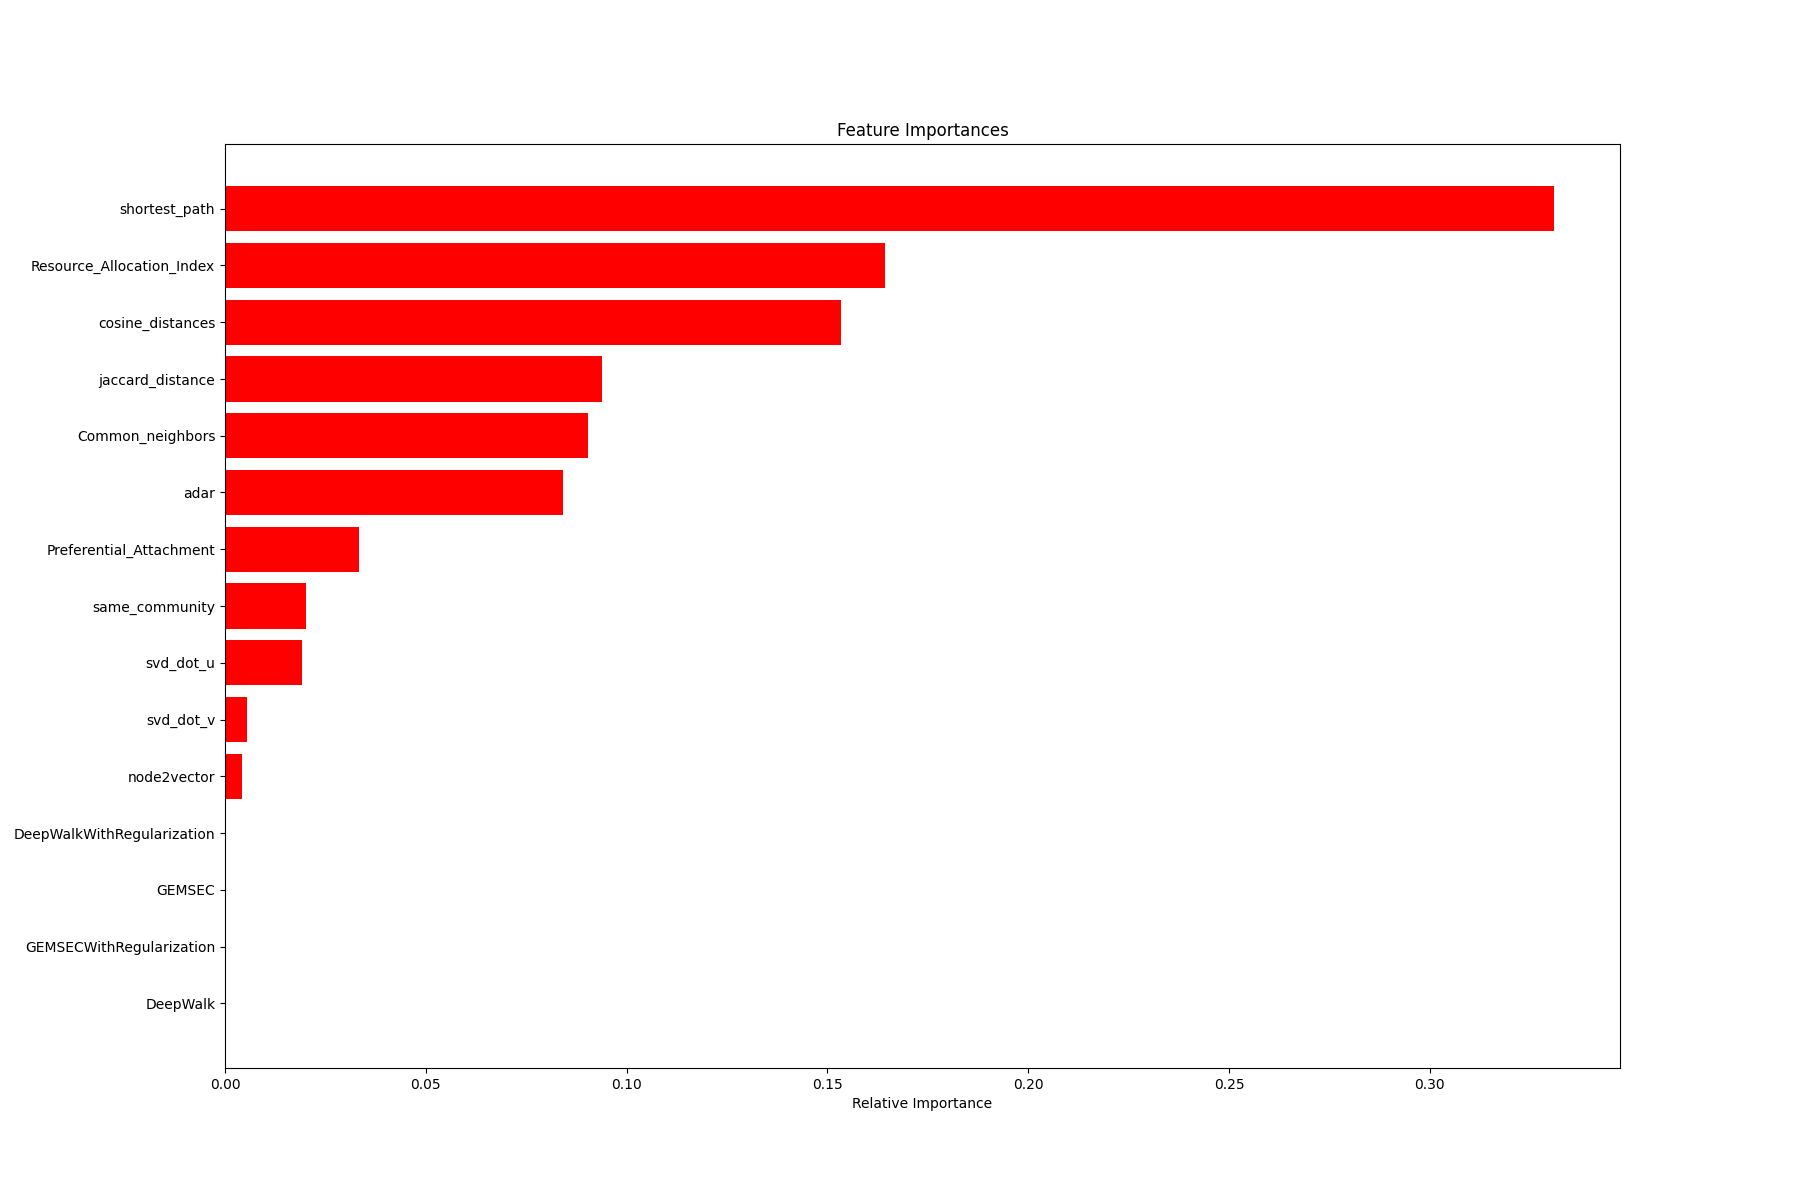 Feature Importances
shortest_path
Resource_Allocation_Index
cosine_distances
jaccard_distance
Common_neighbors
adar
Preferential_Attachment
same_community
svd_dot_u
svd_dot_v
node2vector
DeepWalkWithRegularization
GEMSEC
GEMSECWithRegularization
DeepWalk
0.00 0.05 0.10 0.15 0.20 0.25 0.30
Relative Importance